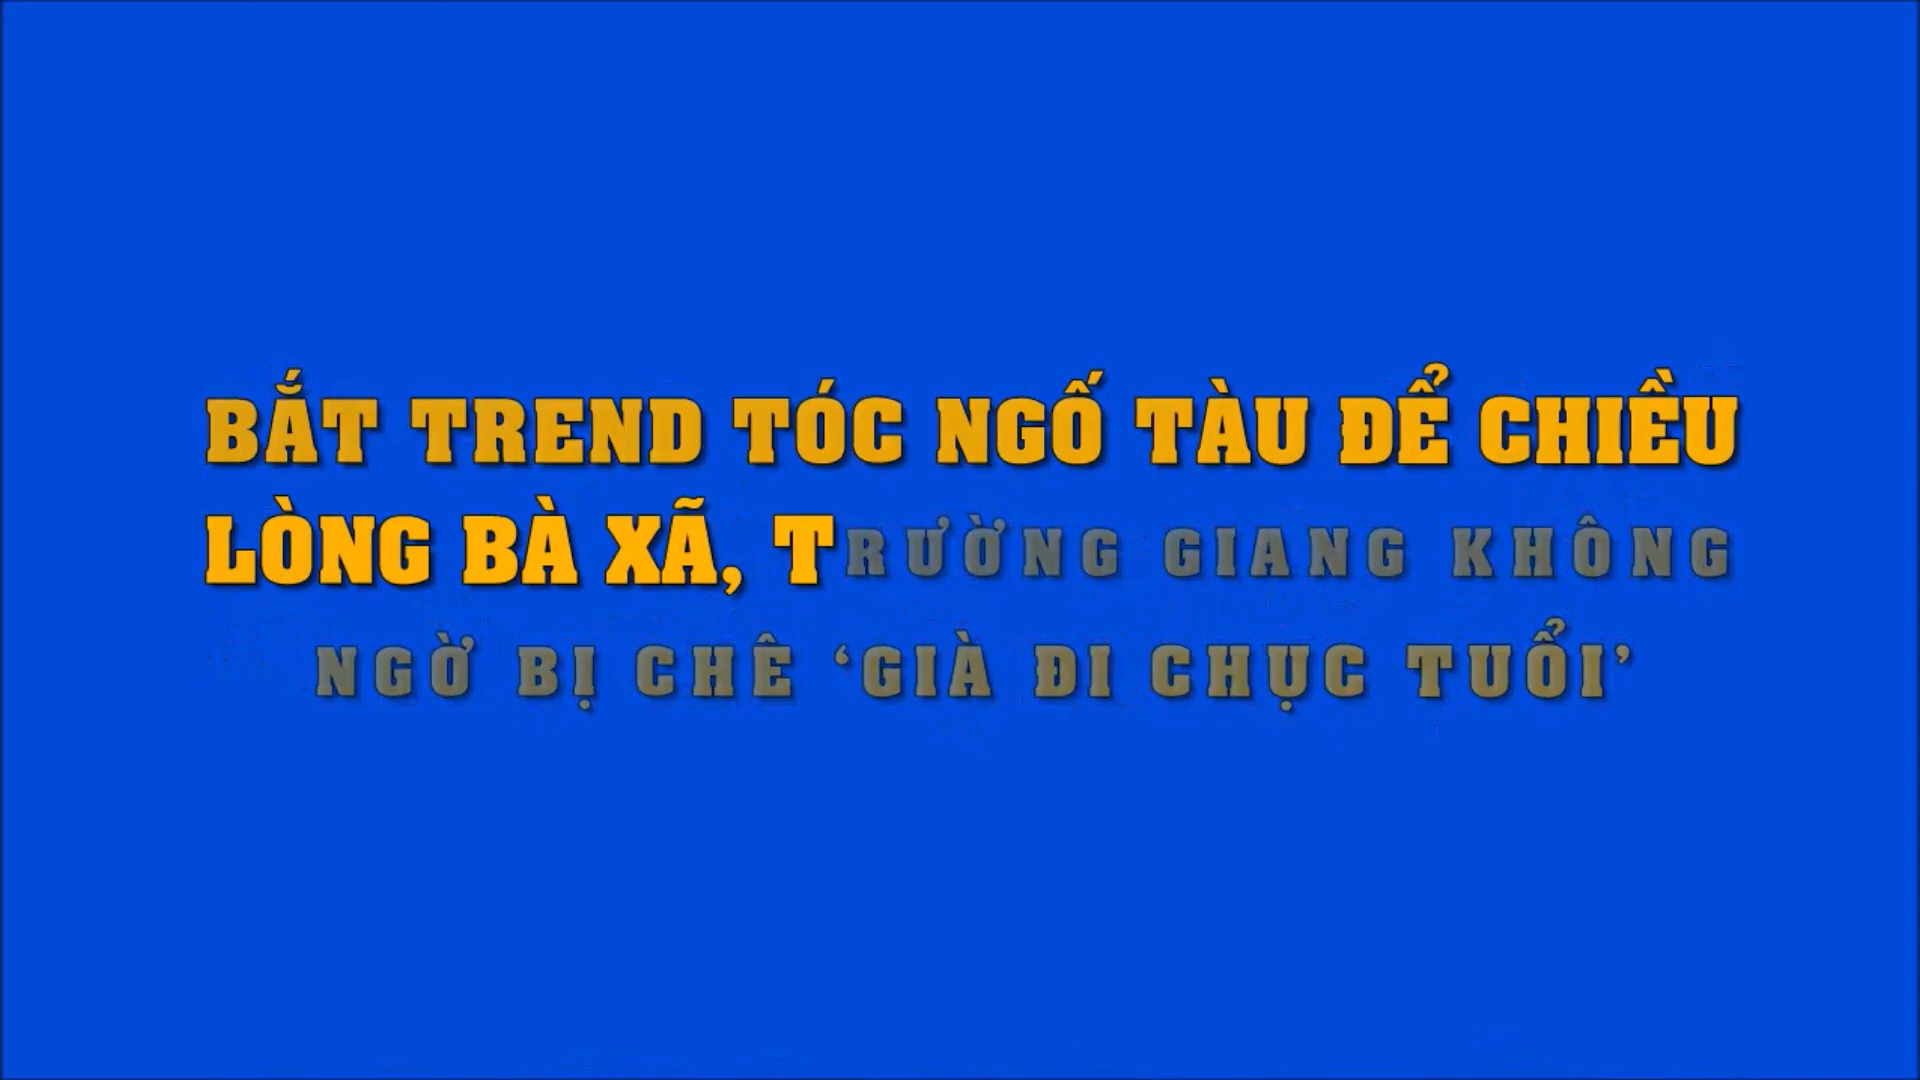 BẮT TREND TÓC NGỐ TÀU ĐỂ CHIỀU
LÒNG BÀ XÃ, TRƯỜNG GIANG KHÔNG
NGỜ BỊ CHÊ ‘GIÀ ĐI CHỤC TUỔI’